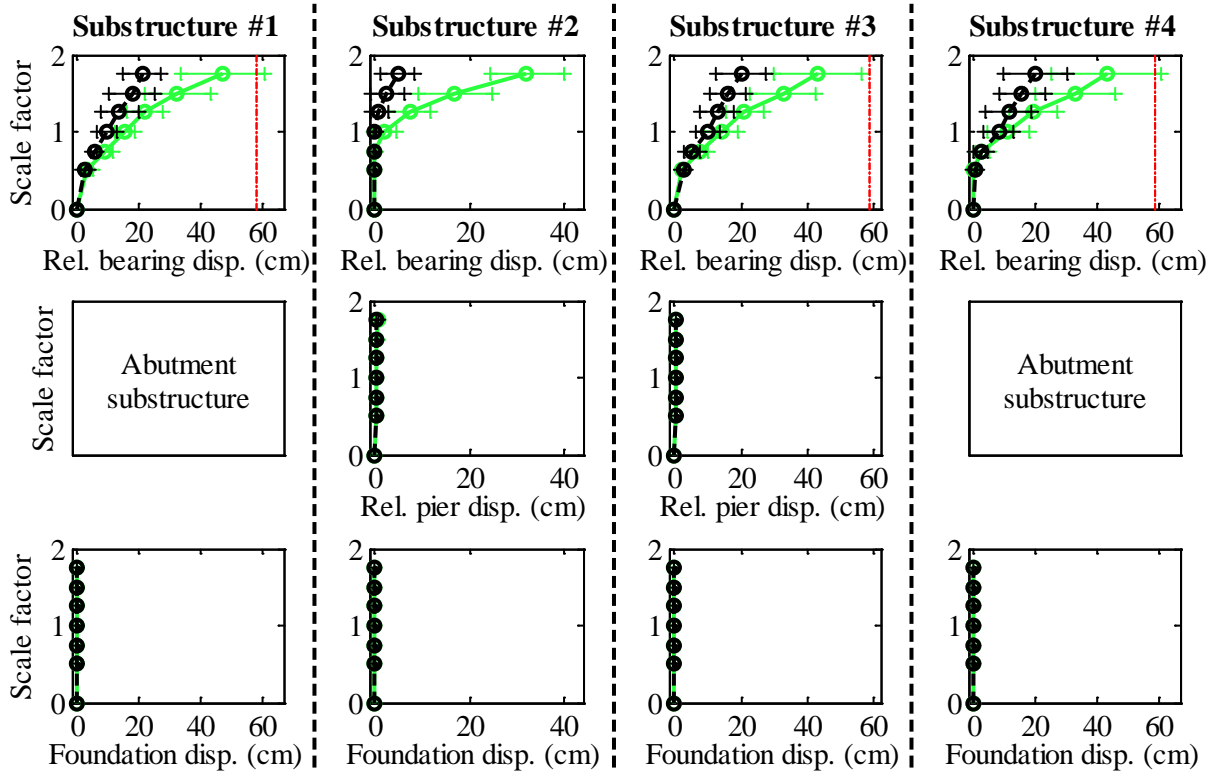 Substructure #1
Substructure #2
Substructure #3
Substructure #4
Scale factor
2
1
0
0 20 40 60
Rel. bearing disp. (cm)
2
1
0
0 20 40
Rel. bearing disp. (cm)
2
1
0
0 20 40 60
Rel. bearing disp. (cm)
2
1
0
0 20 40 60
Rel. bearing disp. (cm)
Scale factor
Abutment
substructure
2
1
0
0 20 40
Rel. pier disp. (cm)
2
1
0
0 20 40 60
Rel. pier disp. (cm)
Abutment
substructure
Scale factor
2
1
0
0 20 40 60
Foundation disp. (cm)
2
1
0
0 20 40
Foundation disp. (cm)
2
1
0
0 20 40 60
Foundation disp. (cm)
2
1
0
0 20 40 60
Foundation disp. (cm)